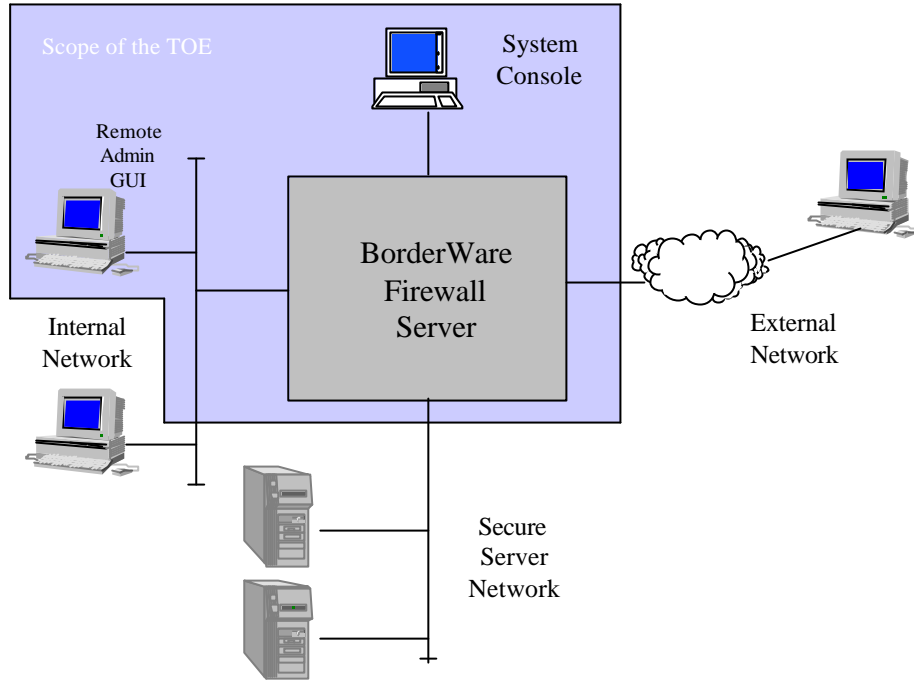 Scope of the TOE
System
Console
Remote
Admin
GUI
BorderWare
Firewall
Server
Internal
Network
External
Network
Secure
Server
Network